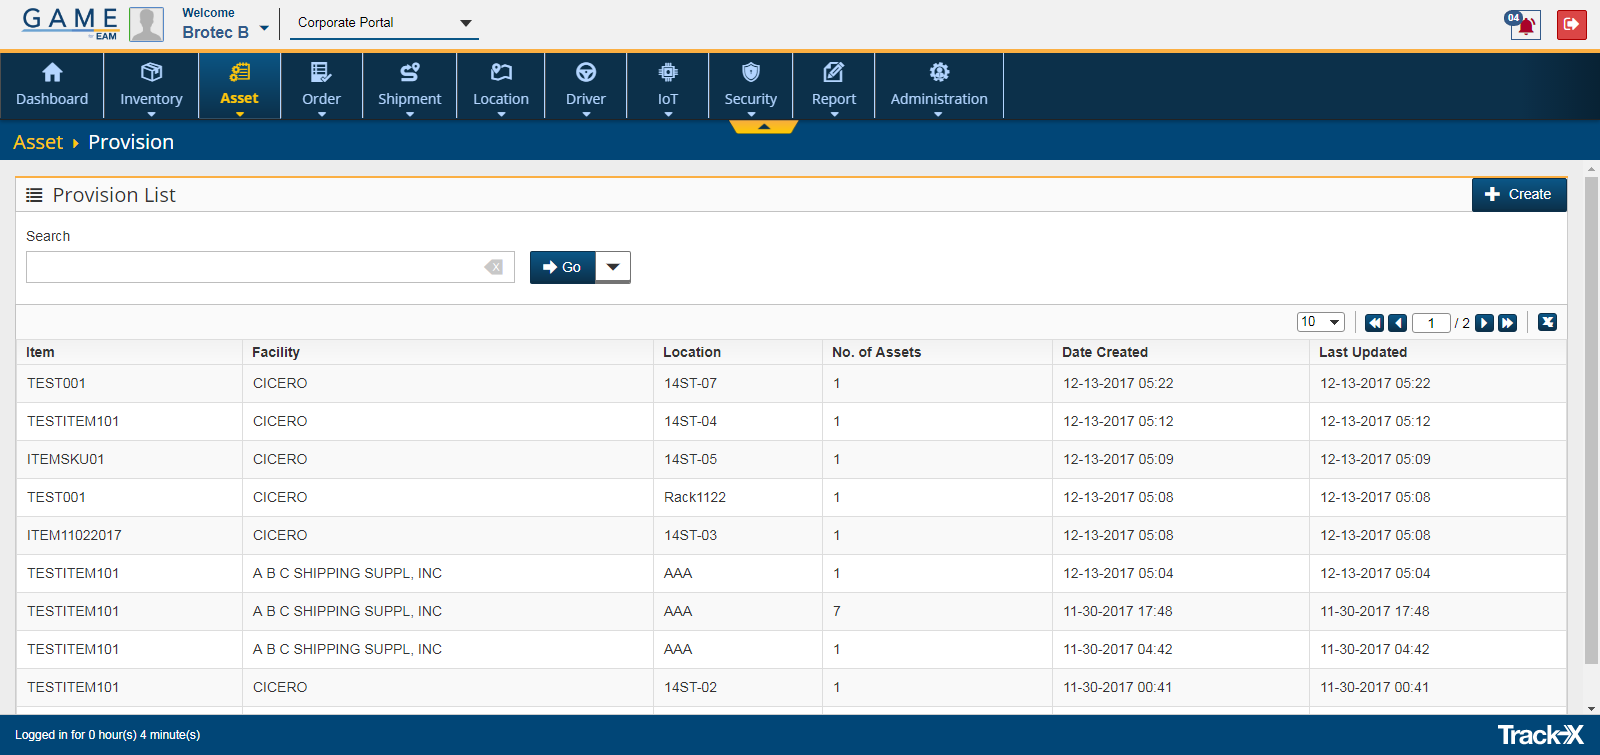 GAME
EAM
Welcome
Brotec B
Corporate Portal
04
Dashboard Inventory Asset Order Shipment Location Driver IoT Security Report Administration
Asset Provision
Provision List
Create
Search
X
Go
10 1 / 2
Item Facility Location No. of Assets Date Created Last Updated
TEST001 CICERO 14ST-07 1 12-13-2017 05:22 12-13-2017 05:22
TESTITEM101 CICERO 14ST-04 1 12-13-2017 05:12 12-13-2017 05:12
ITEMSKU01 CICERO 14ST-05 1 12-13-2017 05:09 12-13-2017 05:09
TEST001 CICERO Rack1122 1 12-13-2017 05:08 12-13-2017 05:08
ITEM11022017 CICERO 14ST-03 1 12-13-2017 05:08 12-13-2017 05:08
TESTITEM101 A B C SHIPPING SUPPL, INC AAA 1 12-13-2017 05:04 12-13-2017 05:04
TESTITEM101 A B C SHIPPING SUPPL, INC AAA 7 11-30-2017 17:48 11-30-2017 17:48
TESTITEM101 A B C SHIPPING SUPPL, INC AAA 1 11-30-2017 04:42 11-30-2017 04:42
TESTITEM101 CICERO 14ST-02 1 11-30-2017 00:41 11-30-2017 00:41
Logged in for 0 hour(s) 4 minute(s)
Track-X